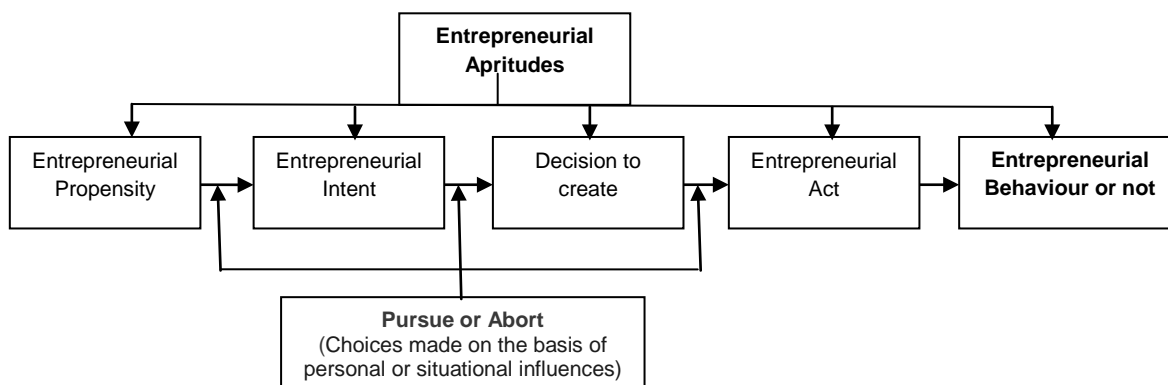 Entrepreneurial
Apritudes
Entrepreneurial
Propensity
Entrepreneurial
Intent
Decision to
create
Entrepreneurial
Act
Entrepreneurial
Behaviour or not
Pursue or Abort
(Choices made on the basis of
personal or situational influences)